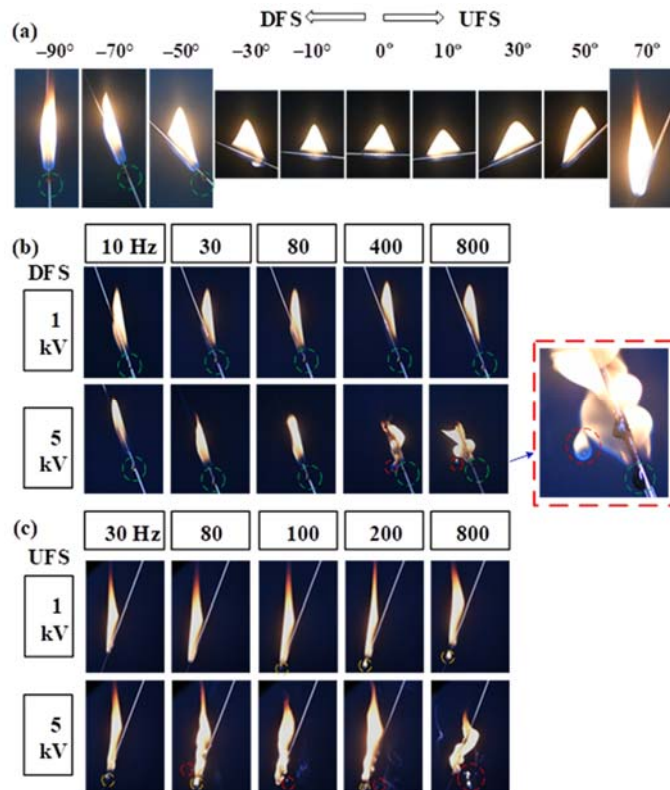 (a)
DFS UFS
–90° –70° –50° –30° –10° 0° 10° 30° 50° 70°
(b)
10 Hz 30 80 400 800
DFS
1 kV
5 kV
(c)
30 Hz 80 100 200 800
UFS
1 kV
5 kV